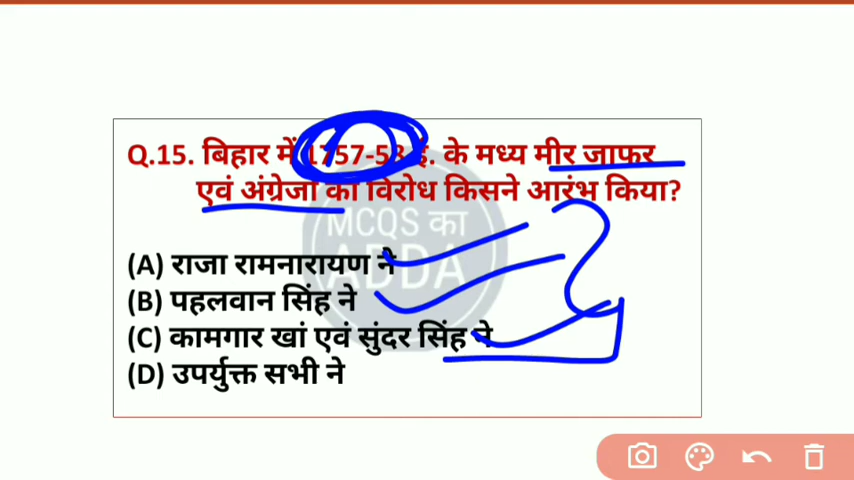 Q.15. बिहार में 1757-58 ई. के मध्य मीर जाफर
एवं अंग्रेजों का विरोध किसने आरंभ किया?
MCQS का
ADDA
(A) राजा रामनारायण ने
(B) पहलवान सिंह ने
(C) कामगार खां एवं सुंदर सिंह ने
(D) उपर्युक्त सभी ने